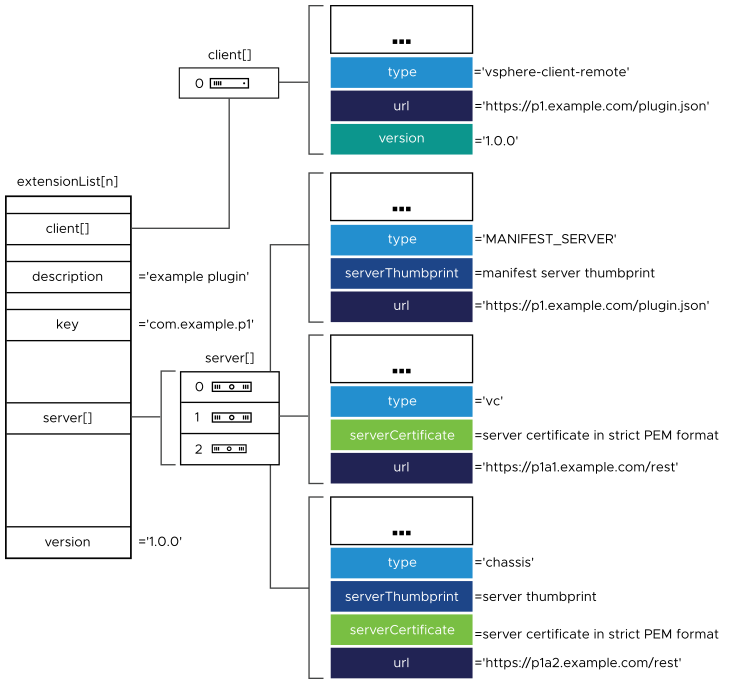 client[]
0
...
type ='vsphere-client-remote'
url ='https://p1.example.com/plugin.json'
version ='1.0.0'
extensionList[n]
client[]
description ='example plugin'
key ='com.example.p1'
server[]
version ='1.0.0'
server[]
0
1
2
...
type ='MANIFEST_SERVER'
serverThumbprint =manifest server thumbprint
url ='https://p1.example.com/plugin.json'
...
type ='vc'
serverCertificate =server certificate in strict PEM format
url ='https://p1a1.example.com/rest'
...
type ='chassis'
serverThumbprint =server thumbprint
serverCertificate =server certificate in strict PEM format
url ='https://p1a2.example.com/rest'